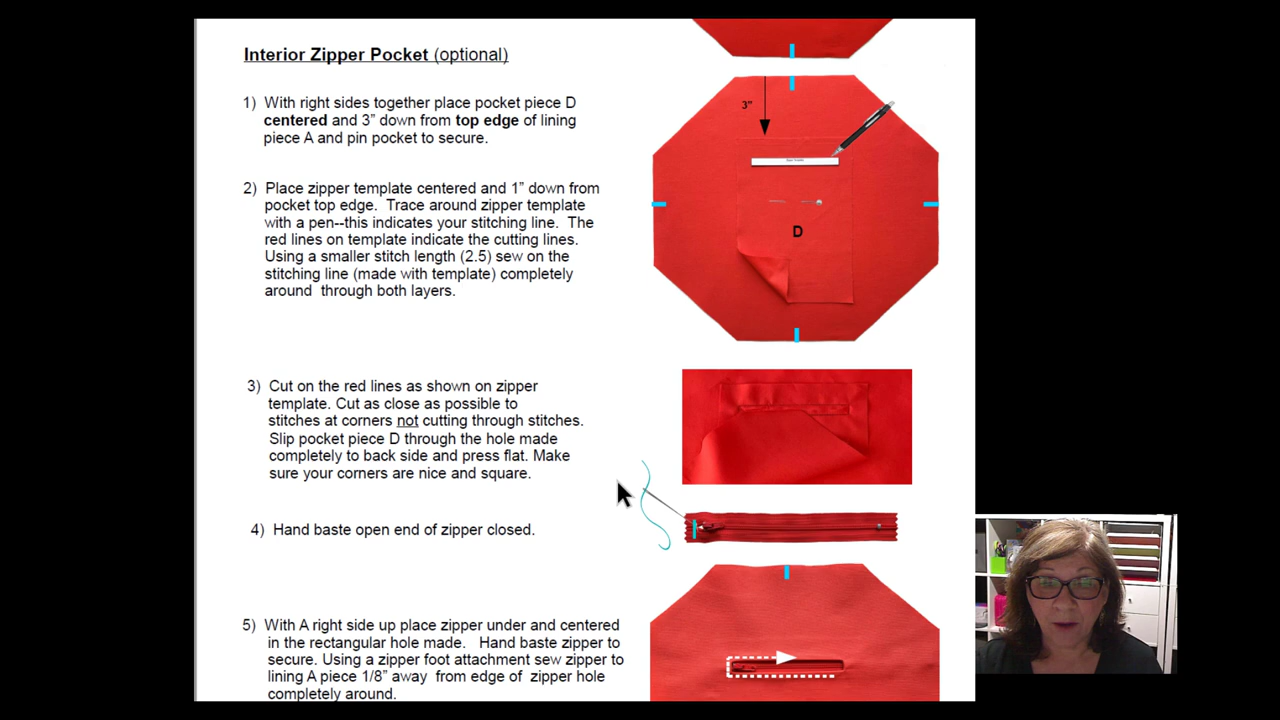 Interior Zipper Pocket (optional)
1) With right sides together place pocket piece D
centered and 3” down from top edge of lining
piece A and pin pocket to secure.
2) Place zipper template centered and 1” down from
pocket top edge. Trace around zipper template
with a pen--this indicates your stitching line. The
red lines on template indicate the cutting lines.
Using a smaller stitch length (2.5) sew on the
stitching line (made with template) completely
around through both layers.
3) Cut on the red lines as shown on zipper
template. Cut as close as possible to
stitches at corners not cutting through stitches.
Slip pocket piece D through the hole made
completely to back side and press flat. Make
sure your corners are nice and square.
4) Hand baste open end of zipper closed.
5) With A right side up place zipper under and centered
in the rectangular hole made. Hand baste zipper to
secure. Using a zipper foot attachment sew zipper to
lining A piece 1/8” away from edge of zipper hole
completely around.
3”
D